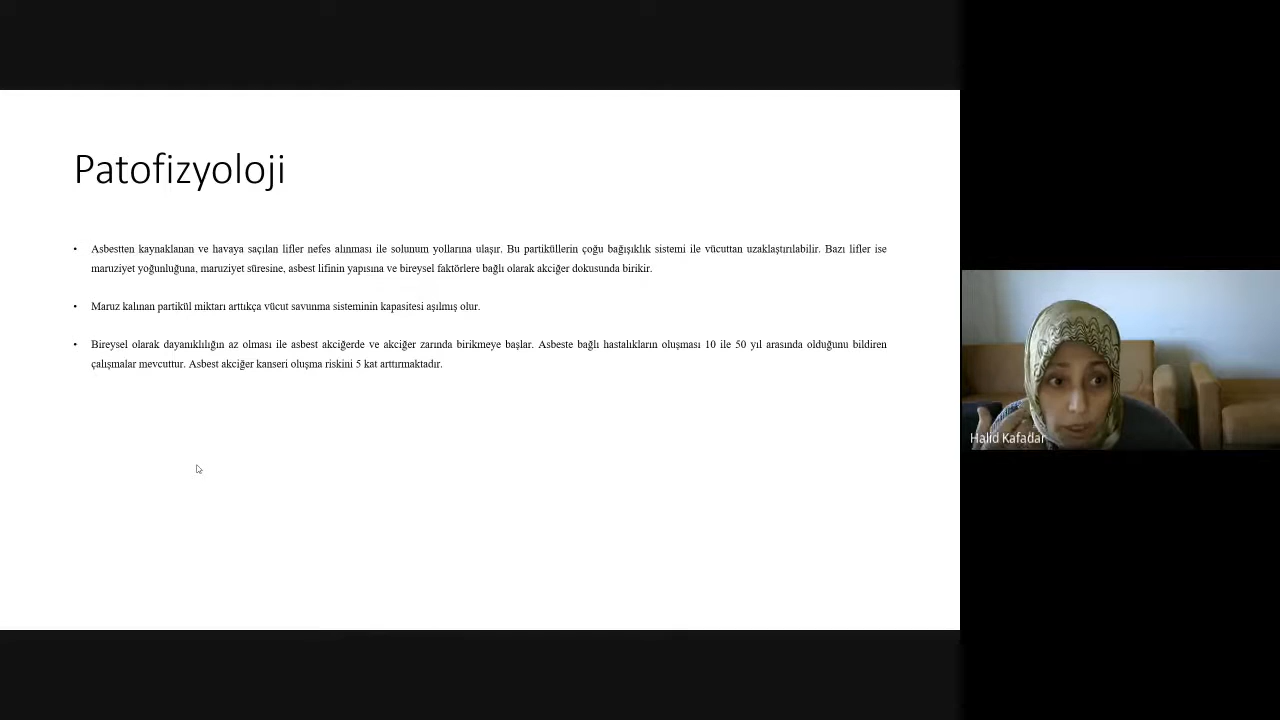 Patofizyoloji
• Asbestten kaynaklanan ve havaya saçılan lifler nefes alınması ile solunum yollarına ulaşır. Bu partiküllerin çoğu bağışıklık sistemi ile vücuttan uzaklaştırılabilir. Bazı lifler ise
maruziyet yoğunluğuna, maruziyet süresine, asbest lifinin yapısına ve bireysel faktörlere bağlı olarak akciğer dokusunda birikir.
• Maruz kalınan partikül miktarı arttıkça vücut savunma sisteminin kapasitesi aşılmış olur.
• Bireysel olarak dayanıklılığın az olması ile asbest akciğerde ve akciğer zarında birikmeye başlar. Asbeste bağlı hastalıkların oluşması 10 ile 50 yıl arasında olduğunu bildiren
çalışmalar mevcuttur. Asbest akciğer kanseri oluşma riskini 5 kat arttırmaktadır.
Halid Kafadar